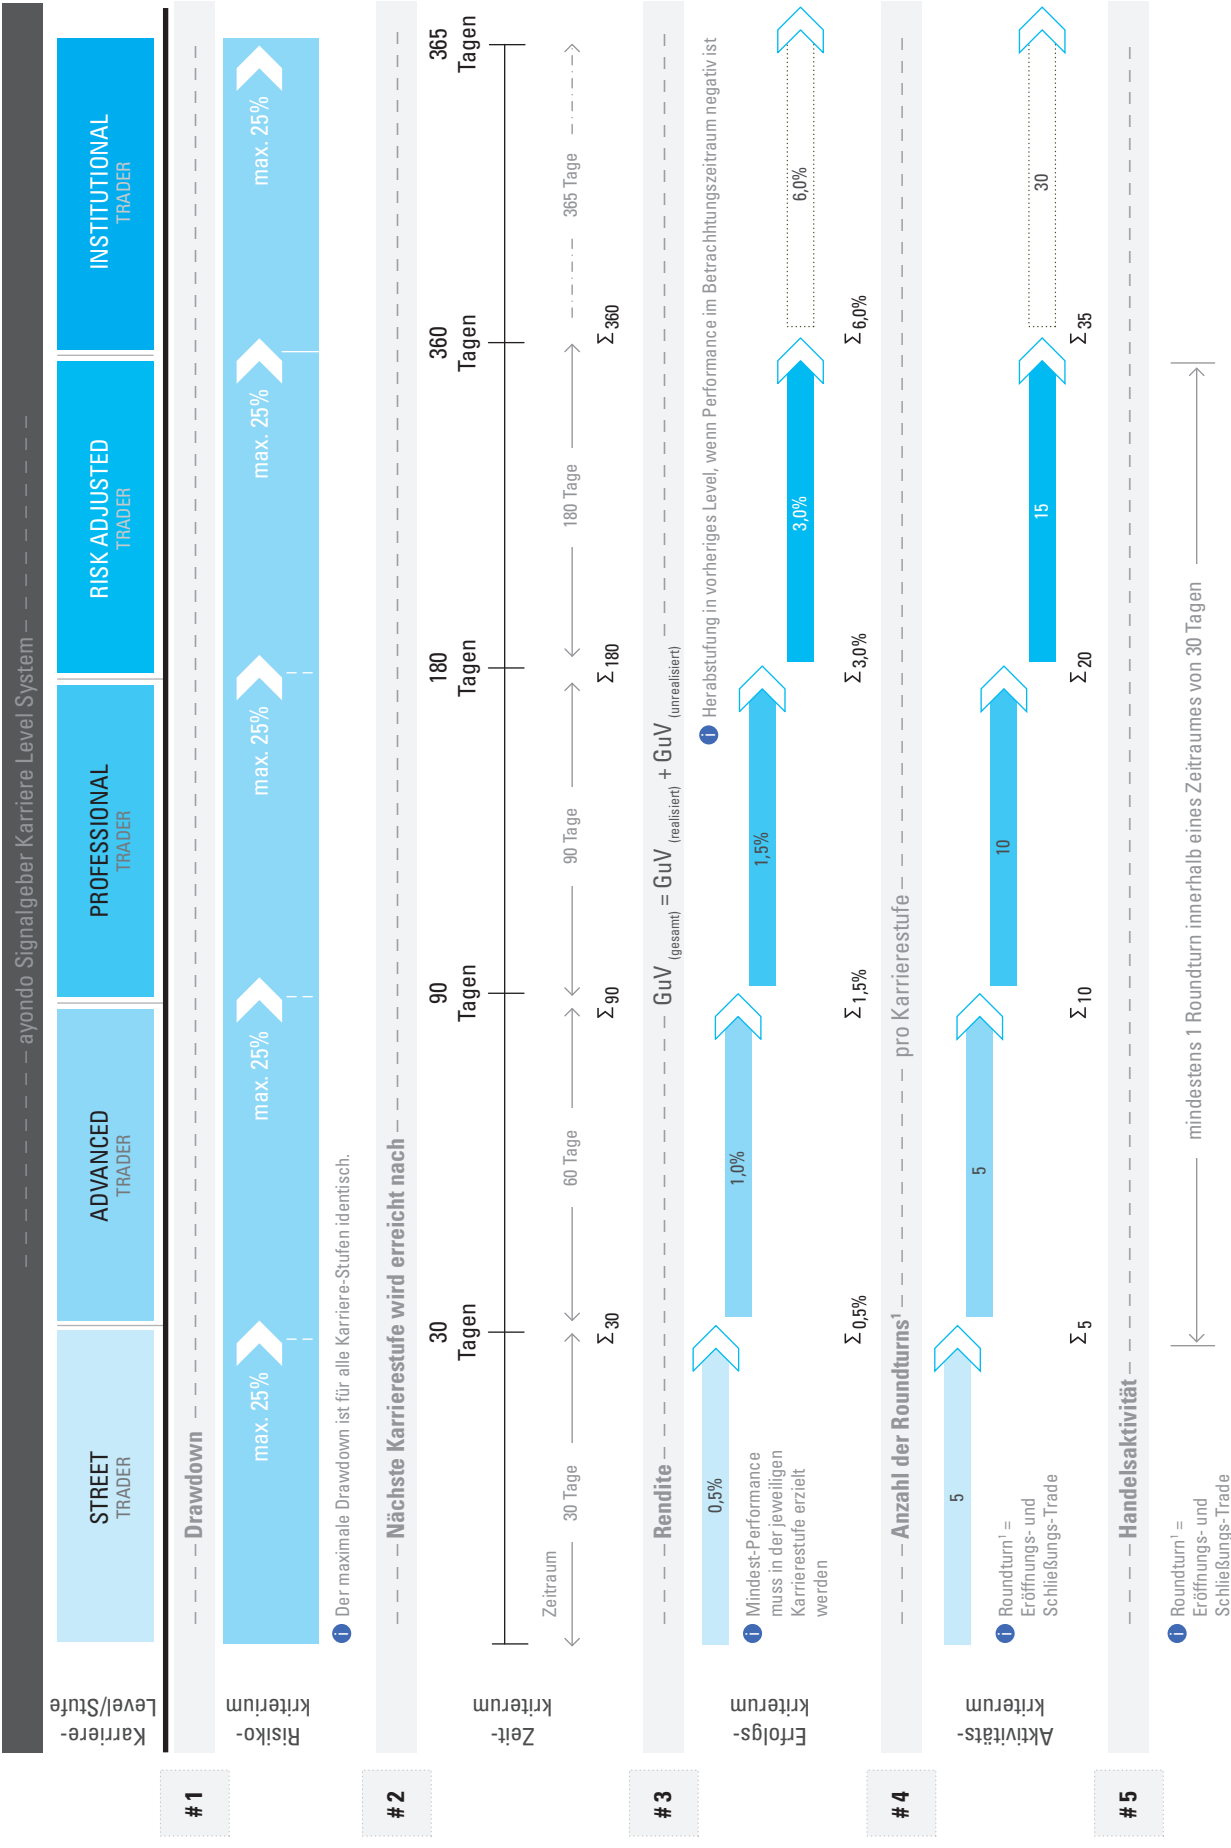 ayondo Signalgeber Karriere Level System
Karriere-
Level/Stufe
STREET
TRADER
ADVANCED
TRADER
PROFESSIONAL
TRADER
RISK ADJUSTED
TRADER
INSTITUTIONAL
TRADER
# 1
Drawdown
Risiko-
kriterium
max. 25%
max. 25%
max. 25%
max. 25%
max. 25%
i Der maximale Drawdown ist für alle Karriere-Stufen identisch.
# 2
Nächste Karrierestufe wird erreicht nach
Zeit-
kriterum
30
Tagen
90
Tagen
180
Tagen
360
Tagen
365
Tagen
Zeitraum
30 Tage
60 Tage
90 Tage
180 Tage
365 Tage
Σ 30
Σ 90
Σ 180
Σ 360
# 3
Rendite
GuV (gesamt) = GuV (realisiert) + GuV (unrealisiert)
Erfolgs-
kriterum
i Herabstufung in vorheriges Level, wenn Performance im Betrachhtungszeitraum negativ ist
0,5%
1,0%
1,5%
3,0%
6,0%
i Mindest-Performance
muss in der jeweiligen
Karrierestufe erzielt
werden
Σ 0,5%
Σ 1,5%
Σ 3,0%
Σ 6,0%
# 4
Anzahl der Roundturns¹
pro Karrierestufe
Aktivitäts-
kriterum
5
5
10
15
30
i Roundturn¹ =
Eröffnungs- und
Schließungs-Trade
Σ 5
Σ 10
Σ 20
Σ 35
# 5
Handelsaktivität
mindestens 1 Roundturn innerhalb eines Zeitraumes von 30 Tagen
i Roundturn¹ =
Eröffnungs- und
Schließungs-Trade